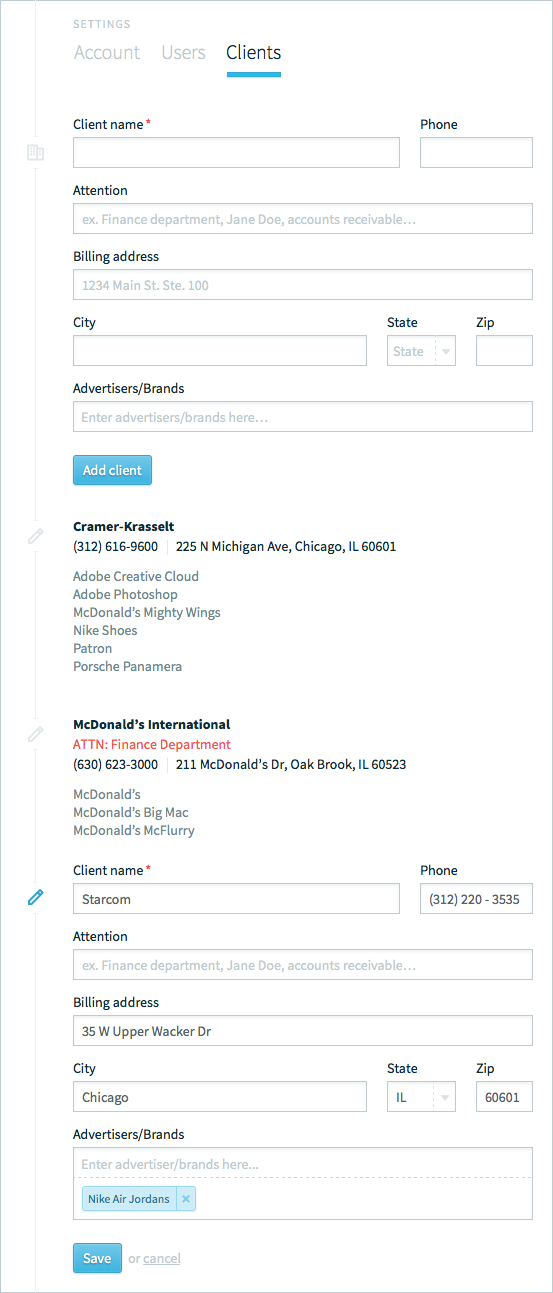 SETTINGS
Account Users Clients
Client name * Phone
Attention
ex. Finance department, Jane Doe, accounts receivable…
Billing address
1234 Main St. Ste. 100
City State Zip
State
Advertisers/Brands
Enter advertisers/brands here…
Add client
Cramer-Krasselt
(312) 616-9600 225 N Michigan Ave, Chicago, IL 60601
Adobe Creative Cloud
Adobe Photoshop
McDonald’s Mighty Wings
Nike Shoes
Patron
Porsche Panamera
McDonald’s International
ATTN: Finance Department
(630) 623-3000 211 McDonald’s Dr, Oak Brook, IL 60523
McDonald’s
McDonald’s Big Mac
McDonald’s McFlurry
Client name * Phone
Starcom (312) 220 - 3535
Attention
ex. Finance department, Jane Doe, accounts receivable…
Billing address
35 W Upper Wacker Dr
City State Zip
Chicago IL 60601
Advertisers/Brands
Enter advertiser/brands here...
Nike Air Jordans ×
Save or cancel